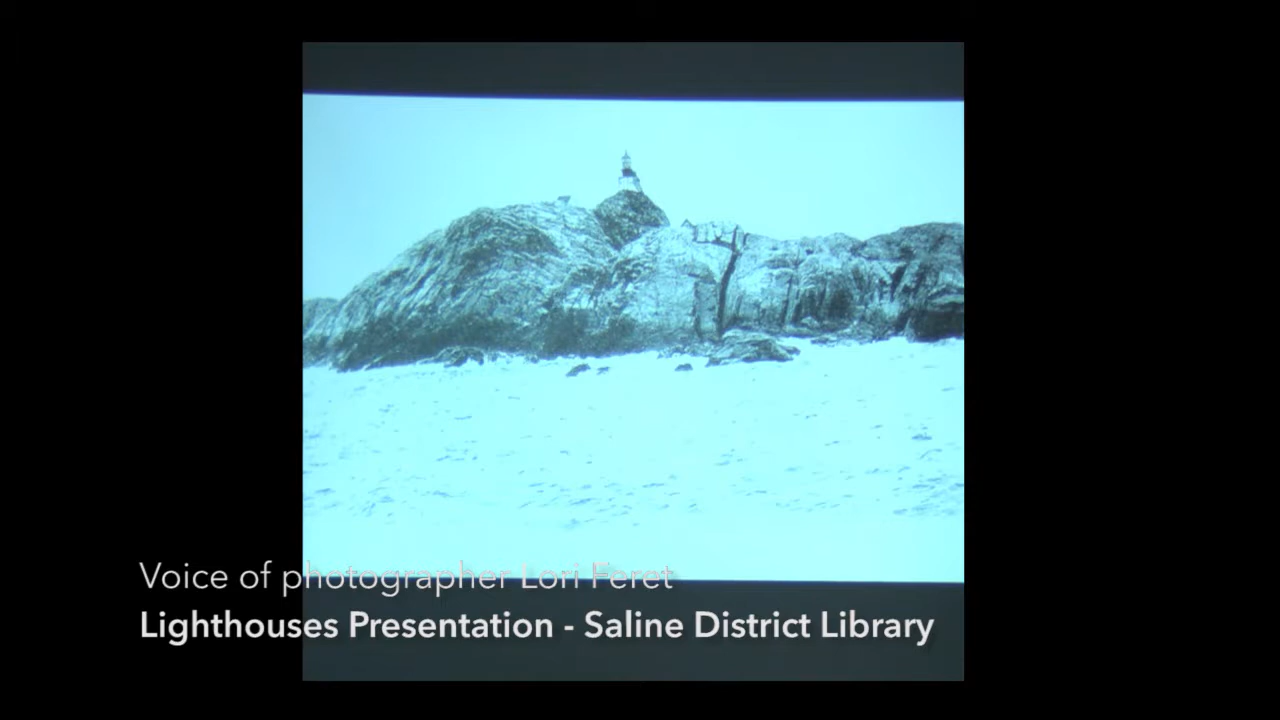 Voice of photographer Lori Feret
Lighthouses Presentation - Saline District Library